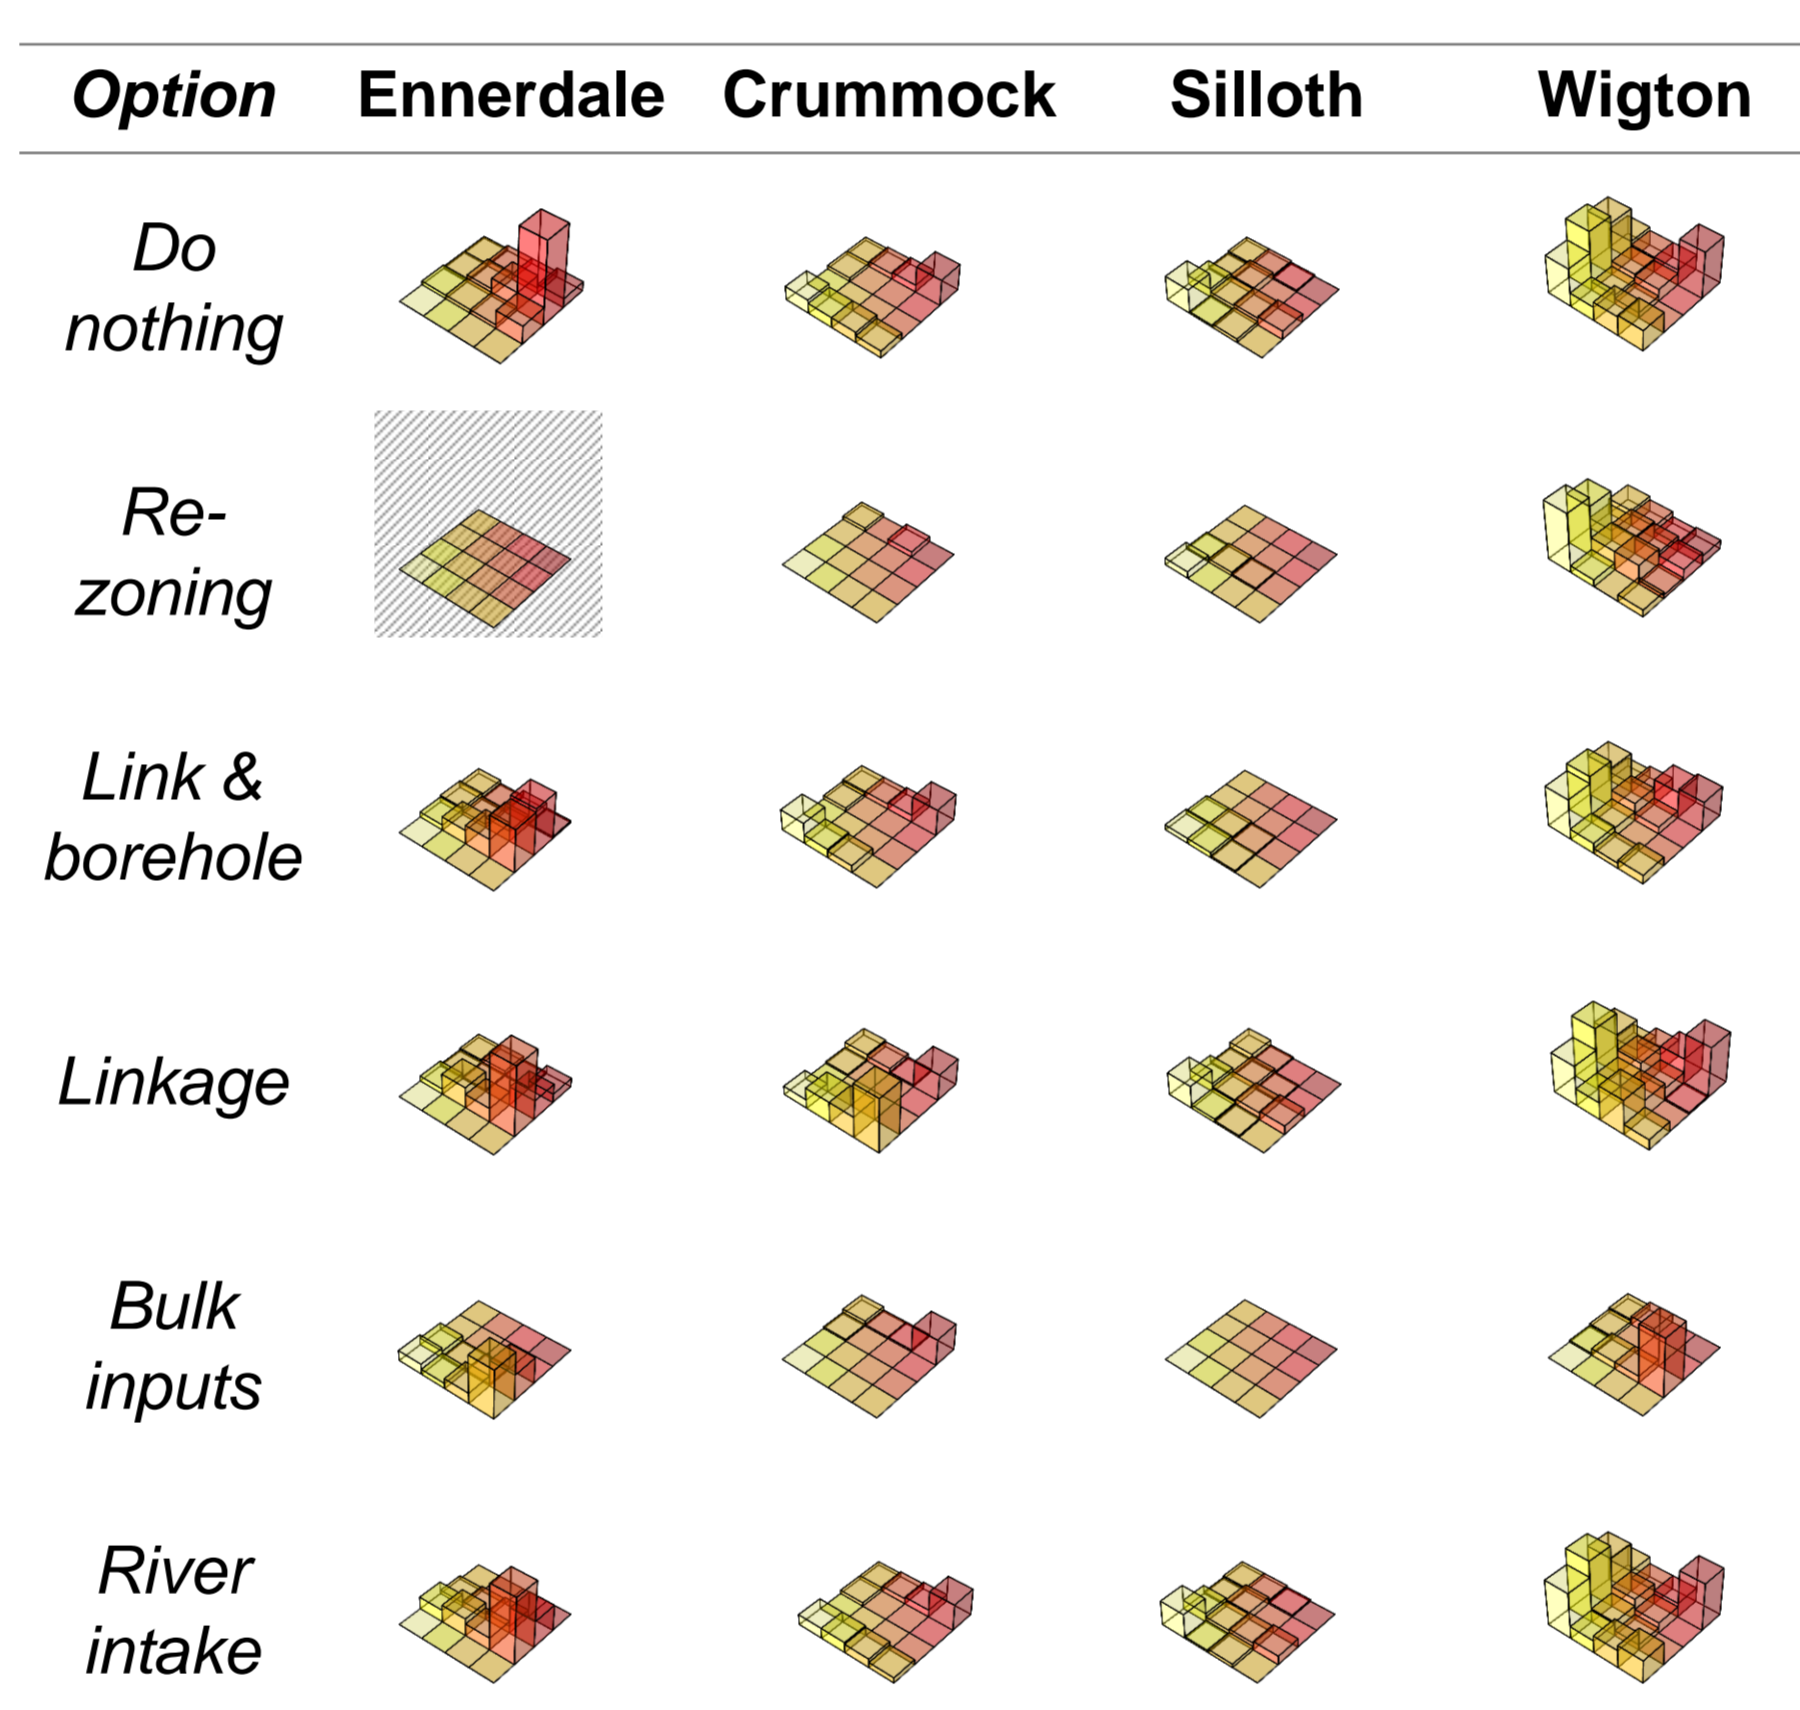 Option Ennerdale Crummock Silloth Wigton
Do
nothing
Re-
zoning
Link &
borehole
Linkage
Bulk
inputs
River
intake